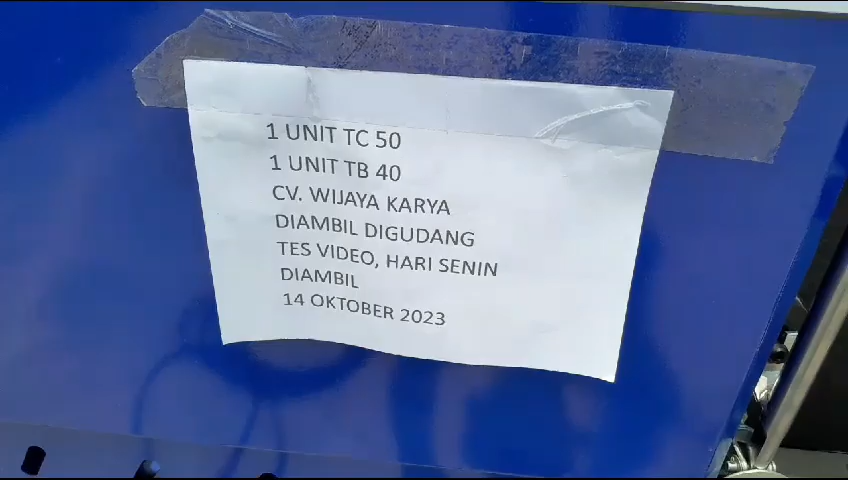 1 UNIT TC 50
1 UNIT TB 40
CV. WIJAYA KARYA
DIAMBIL DIGUDANG
TES VIDEO, HARI SENIN
DIAMBIL
14 OKTOBER 2023